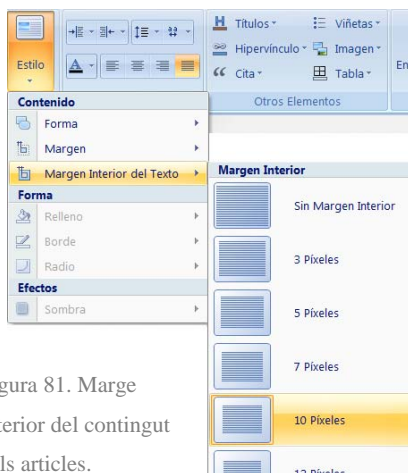 Títulos
Viñetas
Hipervínculo
Imagen
Estilo
Cita
Tabla
En
Otros Elementos
Contenido
Forma
Margen
Margen Interior del Texto
Forma
Relleno
Borde
Radio
Efectos
Sombra
Margen Interior
Sin Margen Interior
3 Píxeles
5 Píxeles
7 Píxeles
10 Píxeles
gura 81. Marge
terior del contingut
ls articles.